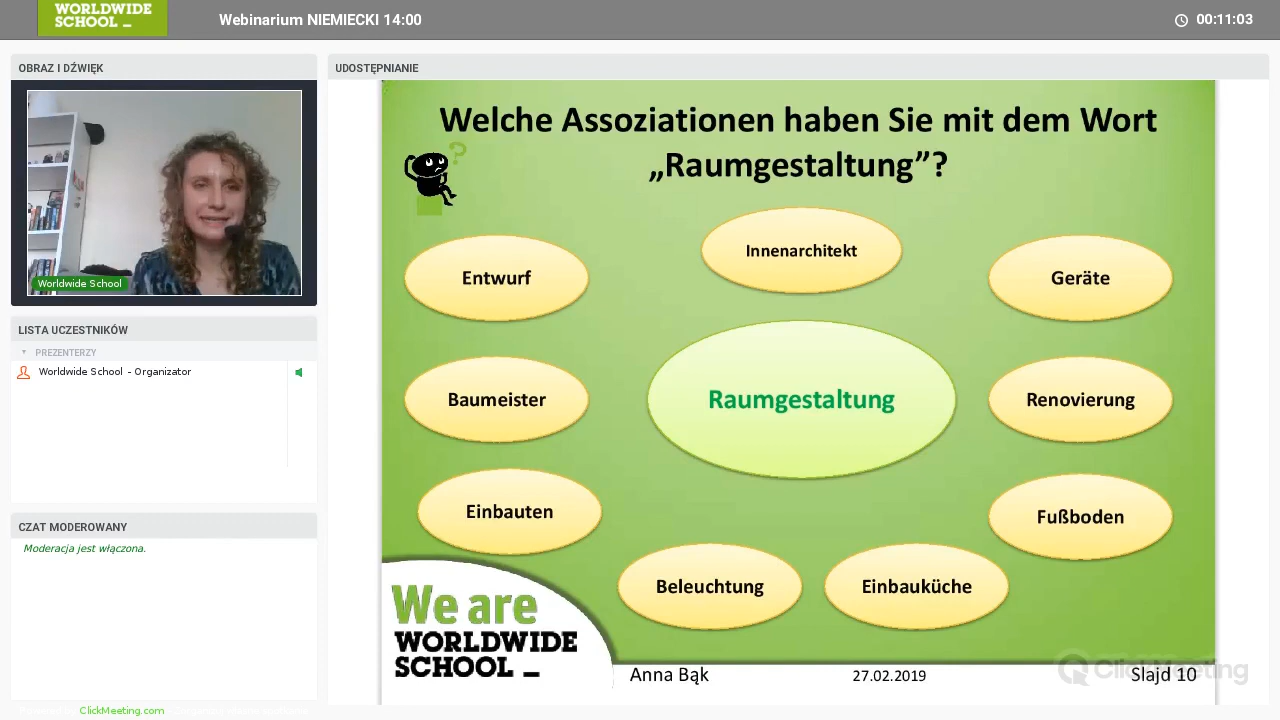 WORLDWIDE
SCHOOL _
Webinarium NIEMIECKI 14:00
00:11:03
OBRAZ I DŹWIĘK
Worldwide School
LISTA UCZESTNIKÓW
PREZENTERZY
Worldwide School - Organizator
CZAT MODEROWANY
Moderacja jest włączona.
ClickMeeting.com
UDOSTĘPNIANIE
Welche Assoziationen haben Sie mit dem Wort
„Raumgestaltung”?
?
Innenarchitekt
Entwurf
Geräte
Baumeister
Raumgestaltung
Renovierung
Einbauten
Fußboden
Beleuchtung
Einbauküche
We are
WORLDWIDE
SCHOOL _
Anna Bąk
27.02.2019
Slajd 10
ClickMeeting